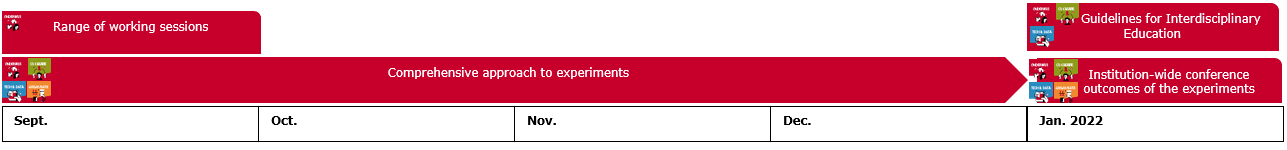 Range of working sessions
Guidelines for Interdisciplinary
Education
Comprehensive approach to experiments
Institution-wide conference
outcomes of the experiments
Sept.
Oct.
Nov.
Dec.
Jan. 2022